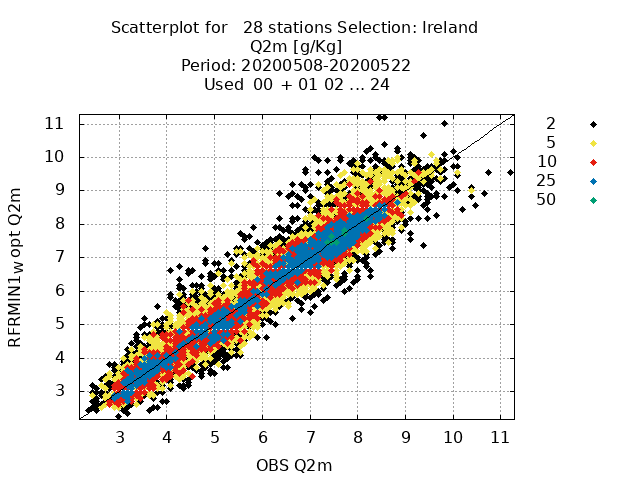 Scatterplot for 28 stations Selection: Ireland
Q2m [g/Kg]
Period: 20200508-20200522
Used 00 + 01 02 ... 24
2
5
10
25
50
RFRMIN1_W opt Q2m
11
10
9
8
7
6
5
4
3
3 4 5 6 7 8 9 10 11
OBS Q2m